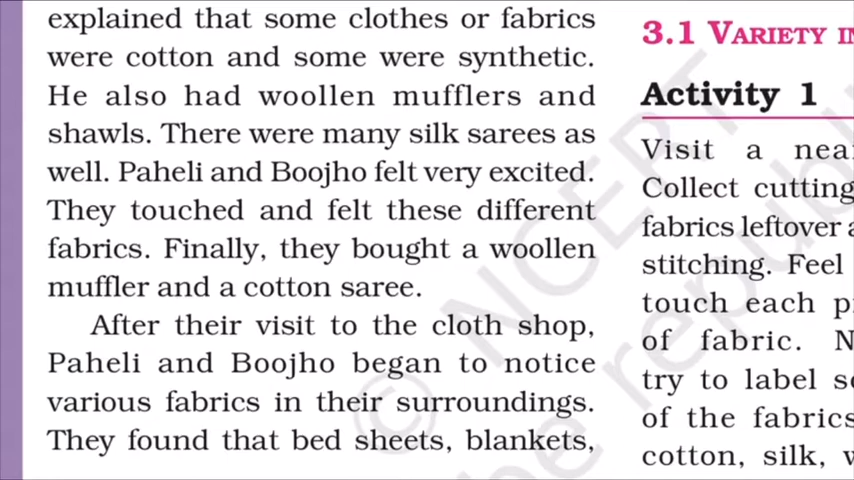 explained that some clothes or fabrics
were cotton and some were synthetic.
He also had woollen mufflers and
shawls. There were many silk sarees as
well. Paheli and Boojho felt very excited.
They touched and felt these different
fabrics. Finally, they bought a woollen
muffler and a cotton saree.
After their visit to the cloth shop,
Paheli and Boojho began to notice
various fabrics in their surroundings.
They found that bed sheets, blankets,
3.1 VARIETY
Activity 1
Visit a
Collect
fabrics leftover
stitching. Feel
touch each
of fabric.
try to label
of the fabrics
cotton, silk,
© NCERT
be republi